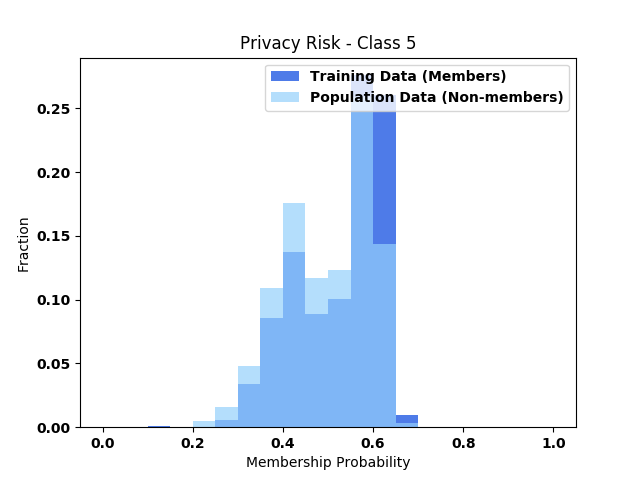 Privacy Risk - Class 5
Training Data (Members)
Population Data (Non-members)
0.25
0.20
0.15
0.10
0.05
0.00
Fraction
0.0 0.2 0.4 0.6 0.8 1.0
Membership Probability